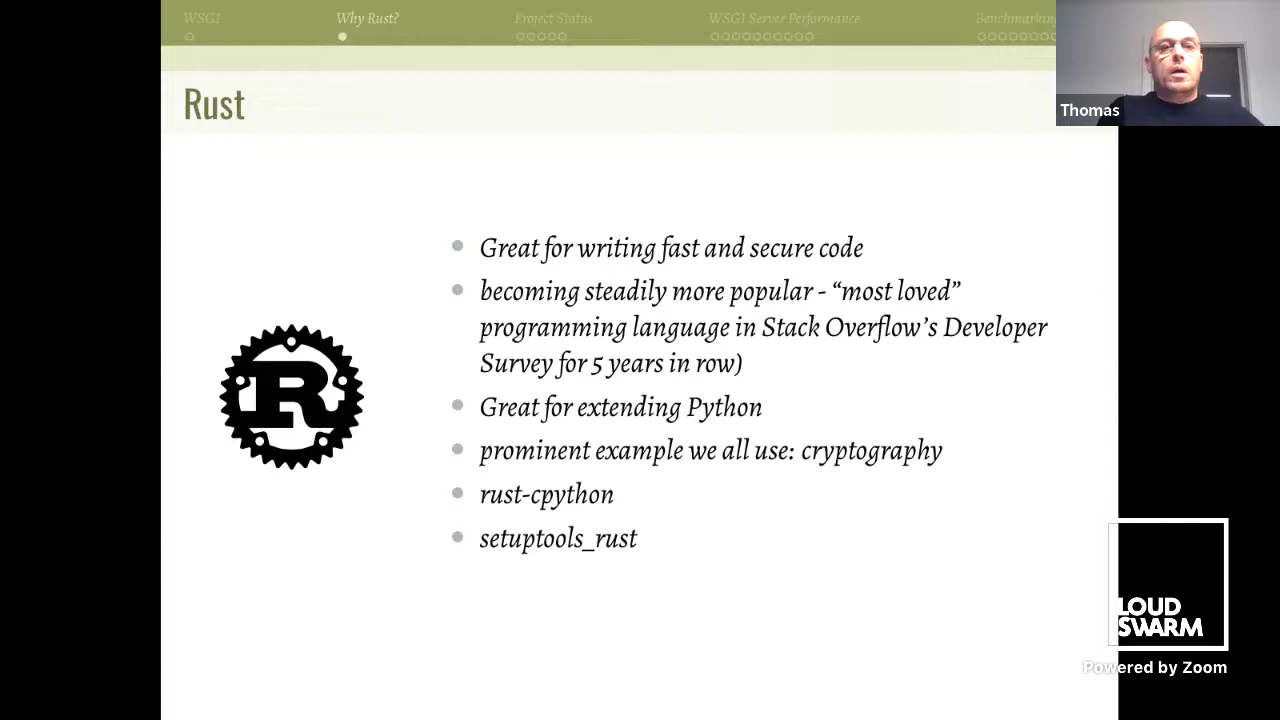 WSGI
Why Rust?
Project Status
WSGI Server Performance
Benchmarking
Thomas
Rust
Great for writing fast and secure code
becoming steadily more popular - “most loved”
programming language in Stack Overflow’s Developer
Survey for 5 years in row)
Great for extending Python
prominent example we all use: cryptography
rust-cpython
setuptools_rust
R
LOUD
SWARM
Powered by Zoom